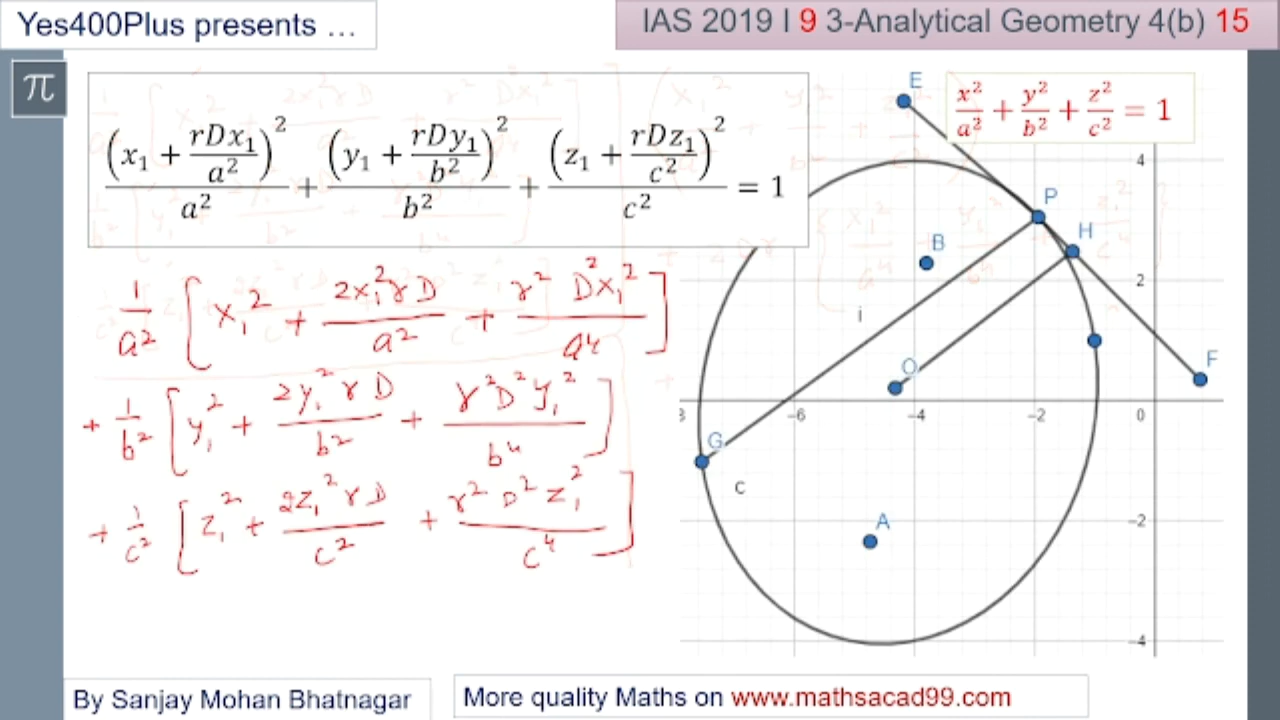 Yes400Plus presents …
IAS 2019 I 9 3-Analytical Geometry 4(b) 15
π
(x₁ + rDx₁/a²)²/a² + (y₁ + rDy₁/b²)²/b² + (z₁ + rDz₁/c²)²/c² = 1
x²/a² + y²/b² + z²/c² = 1
1/a² [x₁² + 2x₁²rD/a² + r²D²x₁²/a⁴]
+ 1/b² [y₁² + 2y₁²rD/b² + r²D²y₁²/b⁴]
+ 1/c² [z₁² + 2z₁²rD/c² + r²D²z₁²/c⁴]
E
4
P
H
B
2
i
O
F
-6
-4
-2
0
G
c
-2
A
-4
By Sanjay Mohan Bhatnagar
More quality Maths on www.mathsacad99.com